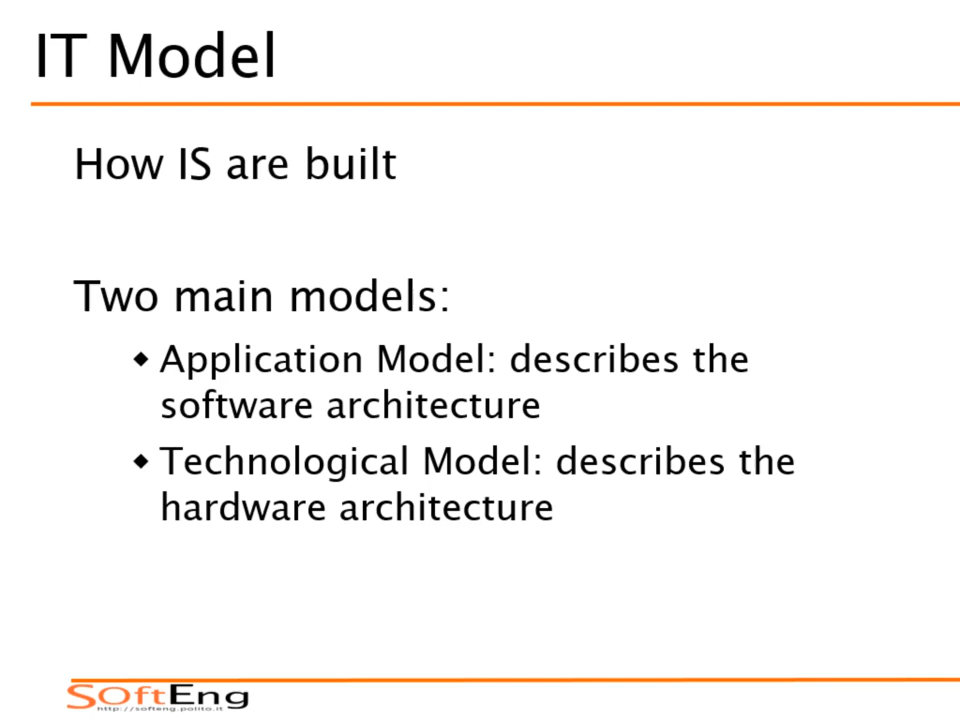 IT Model
How IS are built
Two main models:
◆ Application Model: describes the
software architecture
◆ Technological Model: describes the
hardware architecture
SoftEng
http://softeng.polito.it